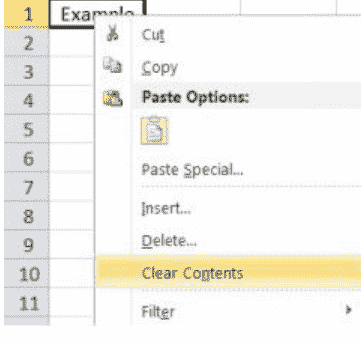 1 Example
2 Cut
3 Copy
4 Paste Options:
5
6 Paste Special...
7
8 Insert...
9 Delete...
10 Clear Contents
11 Filter